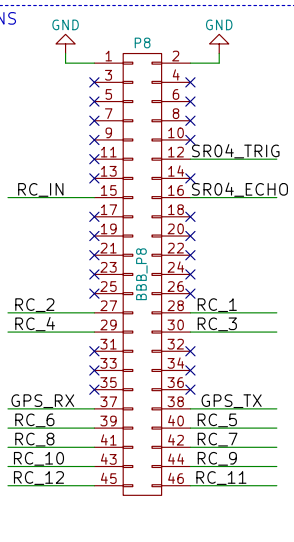 NS
GND GND
P8
1 2
3 4
5 6
7 8
9 10
11 12 SR04_TRIG
13 14
RC_IN 15 16 SR04_ECHO
17 18
19 20
21 22
23 24
25 26
BBB_P8
RC_2 27 28 RC_1
RC_4 29 30 RC_3
31 32
33 34
35 36
GPS_RX 37 38 GPS_TX
RC_6 39 40 RC_5
RC_8 41 42 RC_7
RC_10 43 44 RC_9
RC_12 45 46 RC_11